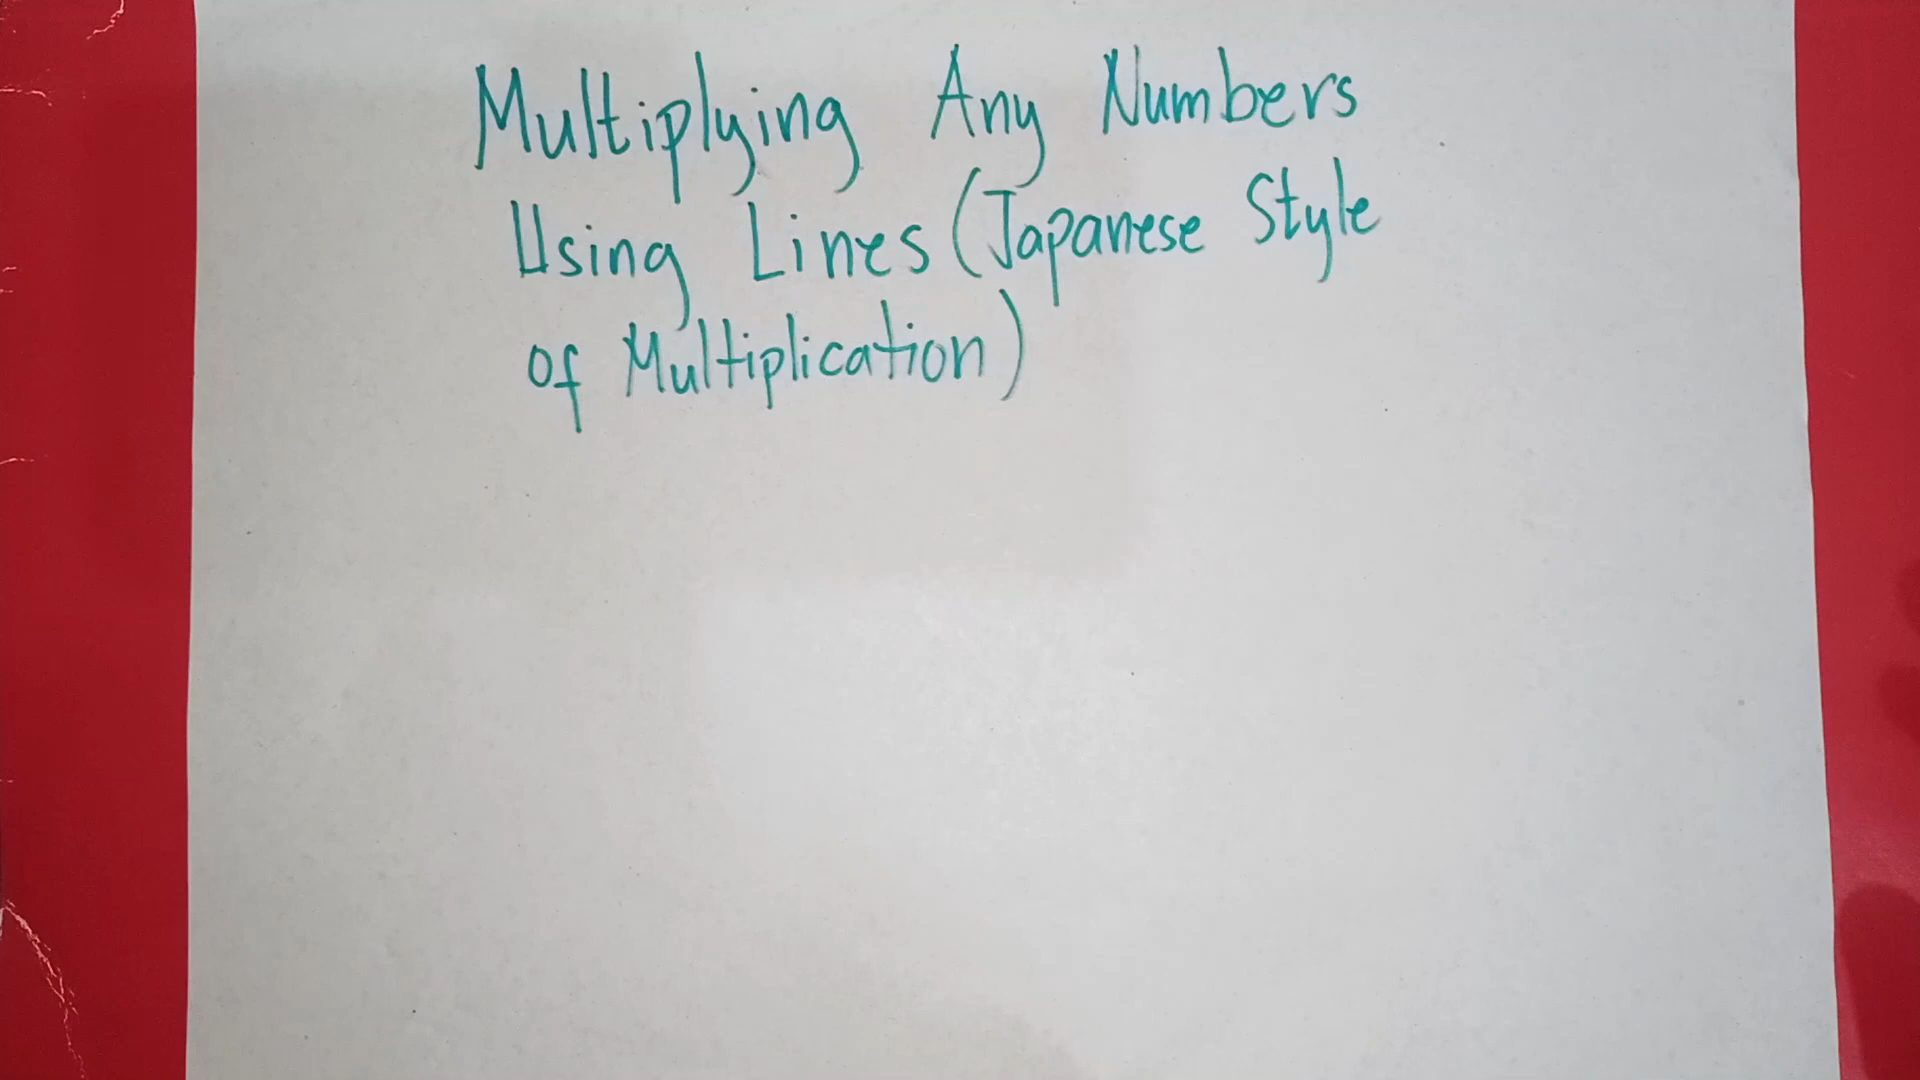 Multiplying Any Numbers
Using Lines (Japanese Style
of Multiplication)